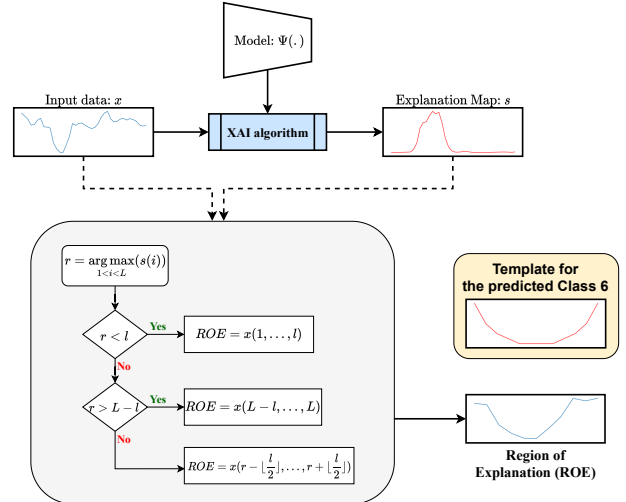 Model: Ψ(.)
Input data: x
Explanation Map: s
XAI algorithm
r = arg max(s(i))
1<i<L
Template for
the predicted Class 6
r < l
Yes
ROE = x(1, . . . , l)
No
r > L − l
Yes
ROE = x(L − l, . . . , L)
No
ROE = x(r − ⌊l/2⌋, . . . , r + ⌊l/2⌋)
Region of
Explanation (ROE)